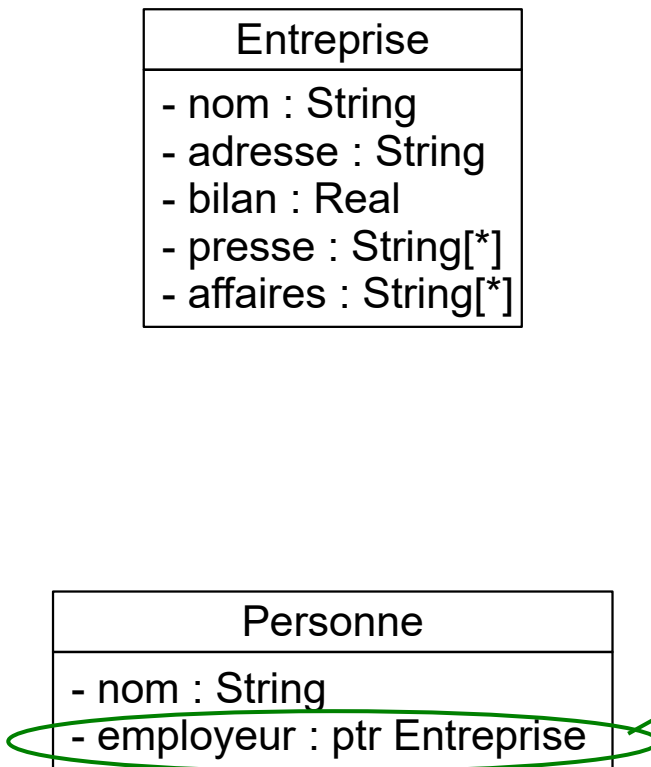 Entreprise
- nom : String
- adresse : String
- bilan : Real
- presse : String[*]
- affaires : String[*]
Personne
- nom : String
- employeur : ptr Entreprise